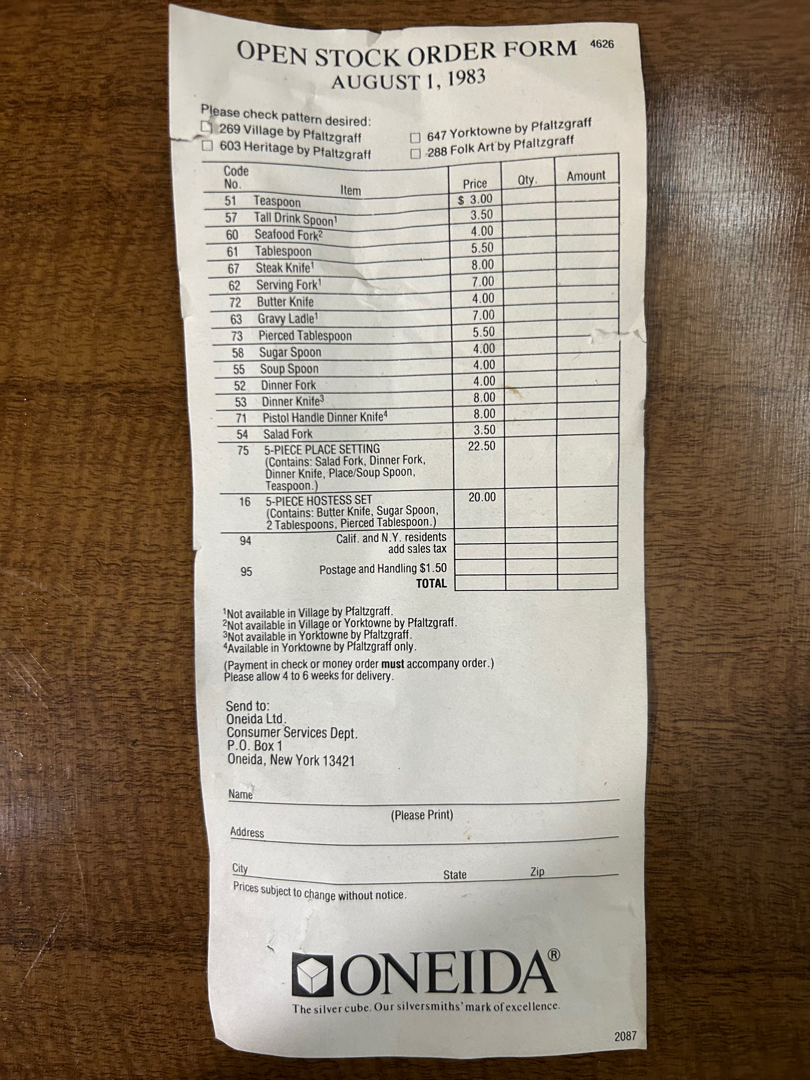 OPEN STOCK ORDER FORM 4626
AUGUST 1, 1983
Please check pattern desired:
☐ 269 Village by Pfaltzgraff ☐ 647 Yorktowne by Pfaltzgraff
☐ 603 Heritage by Pfaltzgraff ☐ 288 Folk Art by Pfaltzgraff
Code No. Item Price Qty. Amount
51 Teaspoon $ 3.00
57 Tall Drink Spoon¹ 3.50
60 Seafood Fork² 4.00
61 Tablespoon 5.50
67 Steak Knife¹ 8.00
62 Serving Fork¹ 7.00
72 Butter Knife 4.00
63 Gravy Ladle¹ 7.00
73 Pierced Tablespoon 5.50
58 Sugar Spoon 4.00
55 Soup Spoon 4.00
52 Dinner Fork 4.00
53 Dinner Knife³ 8.00
71 Pistol Handle Dinner Knife⁴ 8.00
54 Salad Fork 3.50
75 5-PIECE PLACE SETTING 22.50
(Contains: Salad Fork, Dinner Fork,
Dinner Knife, Place/Soup Spoon,
Teaspoon.)
16 5-PIECE HOSTESS SET 20.00
(Contains: Butter Knife, Sugar Spoon,
2 Tablespoons, Pierced Tablespoon.)
94 Calif. and N.Y. residents
add sales tax
95 Postage and Handling $1.50
TOTAL
¹Not available in Village by Pfaltzgraff.
²Not available in Village or Yorktowne by Pfaltzgraff.
³Not available in Yorktowne by Pfaltzgraff.
⁴Available in Yorktowne by Pfaltzgraff only.
(Payment in check or money order must accompany order.)
Please allow 4 to 6 weeks for delivery.
Send to:
Oneida Ltd.
Consumer Services Dept.
P.O. Box 1
Oneida, New York 13421
Name
(Please Print)
Address
City State Zip
Prices subject to change without notice.
ONEIDA®
The silver cube. Our silversmiths' mark of excellence.
2087